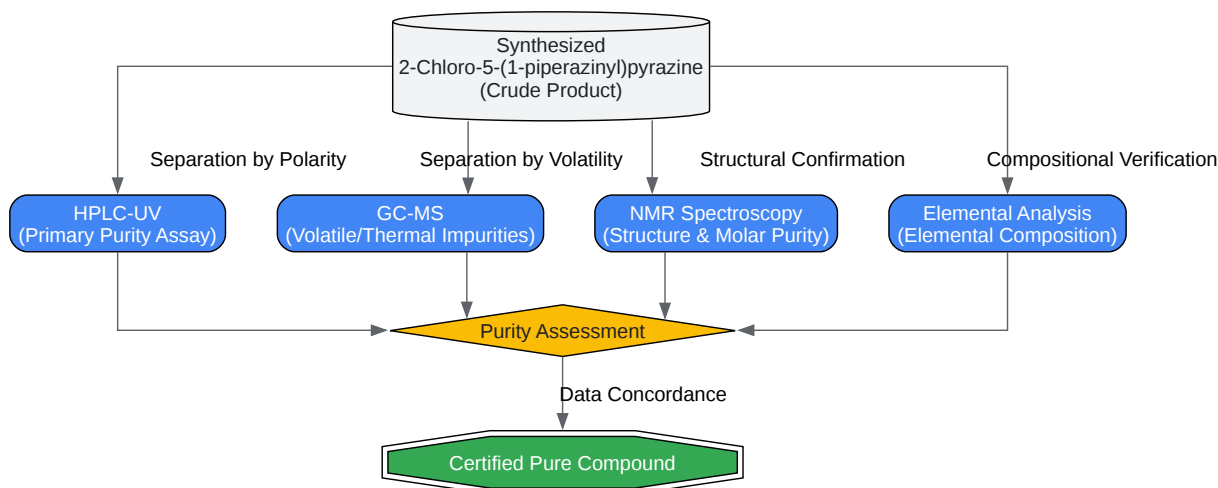 Synthesized
2-Chloro-5-(1-piperazinyl)pyrazine
(Crude Product)
Separation by Polarity
Separation by Volatility
Structural Confirmation
Compositional Verification
HPLC-UV
(Primary Purity Assay)
GC-MS
(Volatile/Thermal Impurities)
NMR Spectroscopy
(Structure & Molar Purity)
Elemental Analysis
(Elemental Composition)
Purity Assessment
Data Concordance
Certified Pure Compound